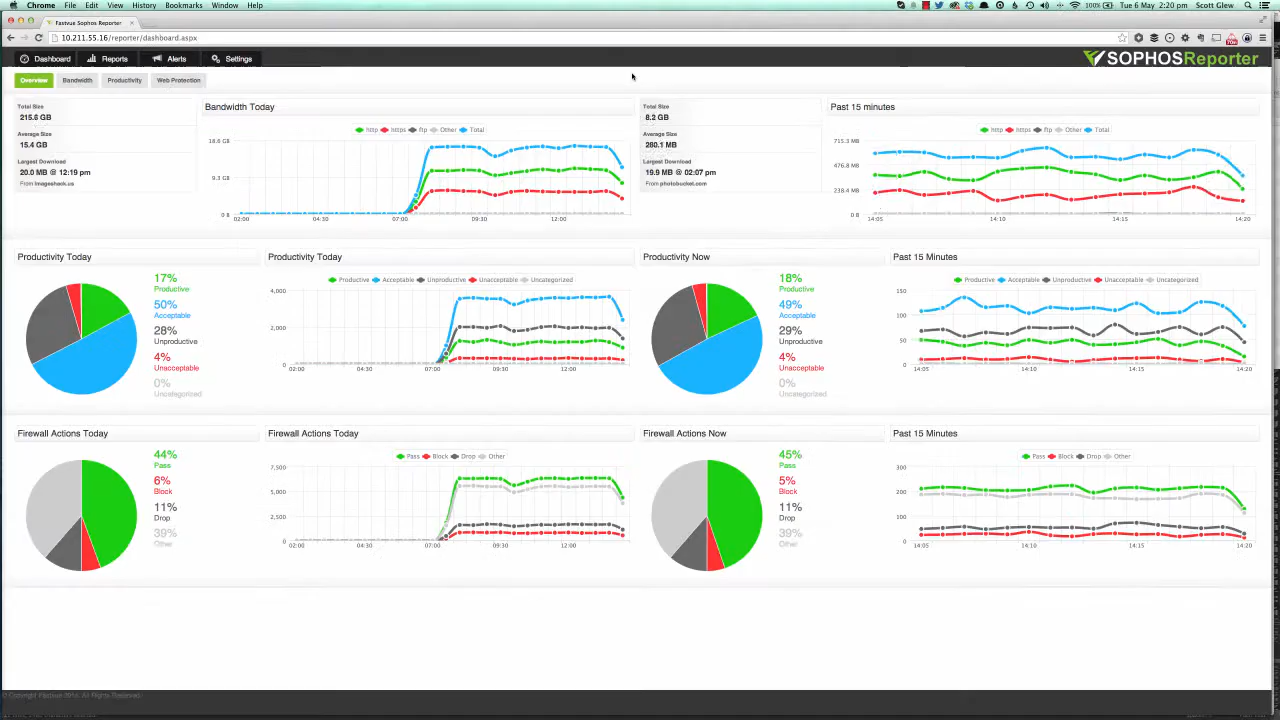 Chrome File Edit View History Bookmarks Window Help 100% Tue 6 May 2:20 pm Scott Glew
Fastvue Sophos Reporter
10.211.55.16/reporter/dashboard.aspx
Dashboard Reports Alerts Settings SOPHOSReporter
Overview Bandwidth Productivity Web Protection
Total Size
215.6 GB
Average Size
15.4 GB
Largest Download
20.0 MB @ 12:19 pm
From imageshack.us
Bandwidth Today
http https ftp Other Total
18.6 GB
9.3 GB
0 B
02:00 04:30 07:00 09:30 12:00
Total Size
8.2 GB
Average Size
260.1 MB
Largest Download
19.9 MB @ 02:07 pm
From photobucket.com
Past 15 minutes
http https ftp Other Total
715.3 MB
476.8 MB
238.4 MB
0 B
14:05 14:10 14:15 14:20
Productivity Today
17%
Productive
50%
Acceptable
28%
Unproductive
4%
Unacceptable
0%
Uncategorized
Productivity Today
Productive Acceptable Unproductive Unacceptable Uncategorized
4,000
2,000
0
02:00 04:30 07:00 09:30 12:00
Productivity Now
18%
Productive
49%
Acceptable
29%
Unproductive
4%
Unacceptable
0%
Uncategorized
Past 15 Minutes
Productive Acceptable Unproductive Unacceptable Uncategorized
150
100
50
0
14:05 14:10 14:15 14:20
Firewall Actions Today
44%
Pass
6%
Block
11%
Drop
39%
Other
Firewall Actions Today
Pass Block Drop Other
7,500
5,000
2,500
0
02:00 04:30 07:00 09:30 12:00
Firewall Actions Now
45%
Pass
5%
Block
11%
Drop
39%
Other
Past 15 Minutes
Pass Block Drop Other
300
200
100
0
14:05 14:10 14:15 14:20
© Copyright Fastvue 2014. All Rights Reserved.